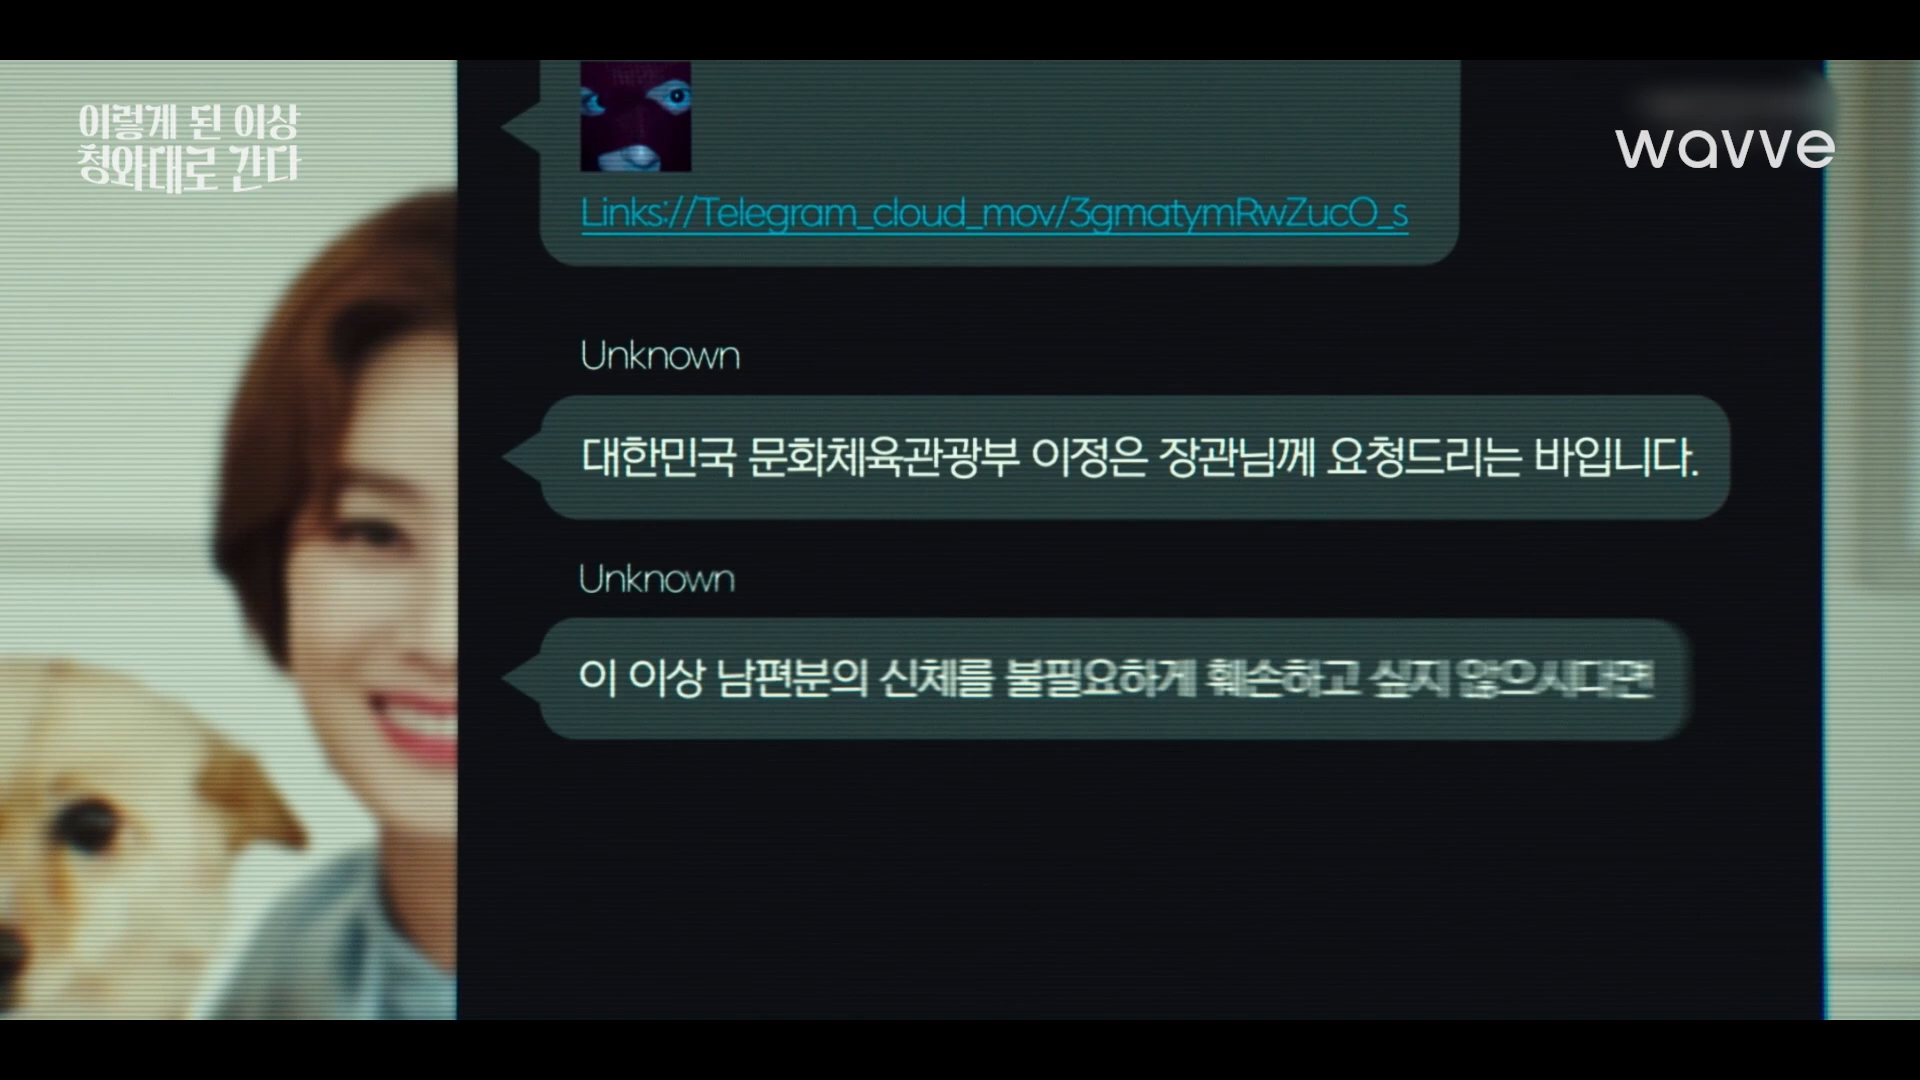 이렇게 된 이상
청와대로 간다
wavve
Links://Telegram_cloud_mov/3gmatymRwZucO_s
Unknown
대한민국 문화체육관광부 이정은 장관님께 요청드리는 바입니다.
Unknown
이 이상 남편분의 신체를 불필요하게 훼손하고 싶지 않으시다면